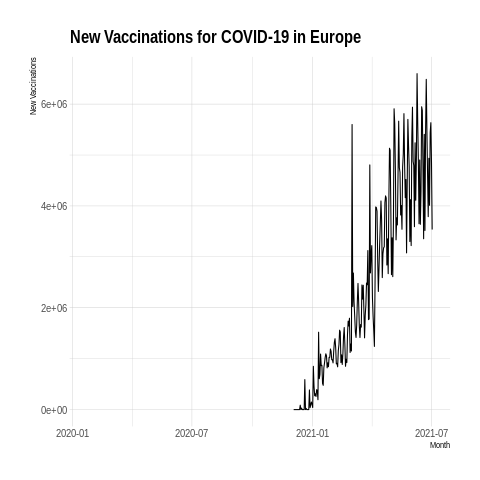 New Vaccinations for COVID-19 in Europe
New Vaccinations
6e+06
4e+06
2e+06
0e+00
2020-01 2020-07 2021-01 2021-07
Month